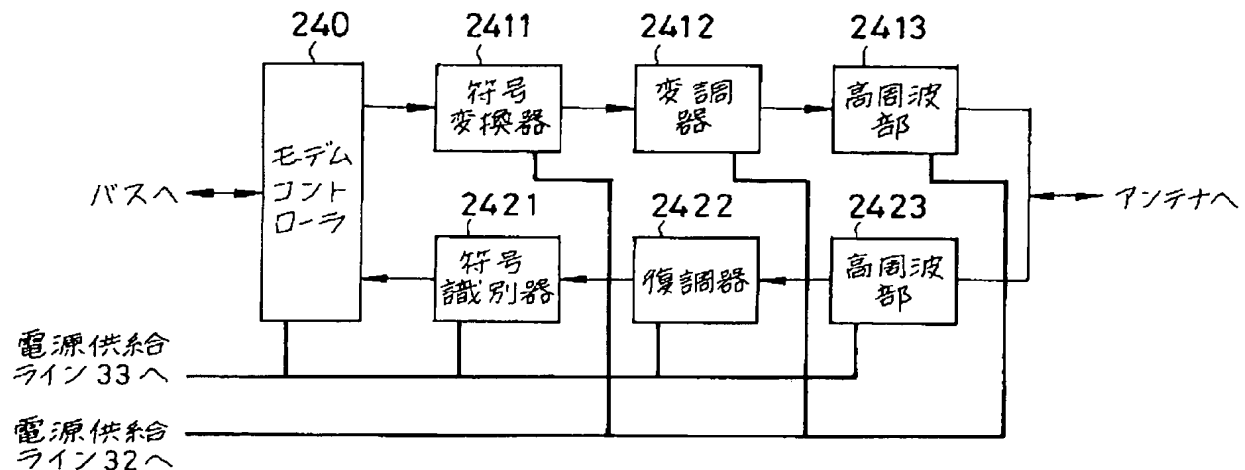 240
2411
2412
2413
モデム
コント
ローラ
符号
変換器
変調
器
高周波
部
バスへ
アンテナへ
2421
2422
2423
符号
識別器
復調器
高周波
部
電源供給
ライン33へ
電源供給
ライン32へ